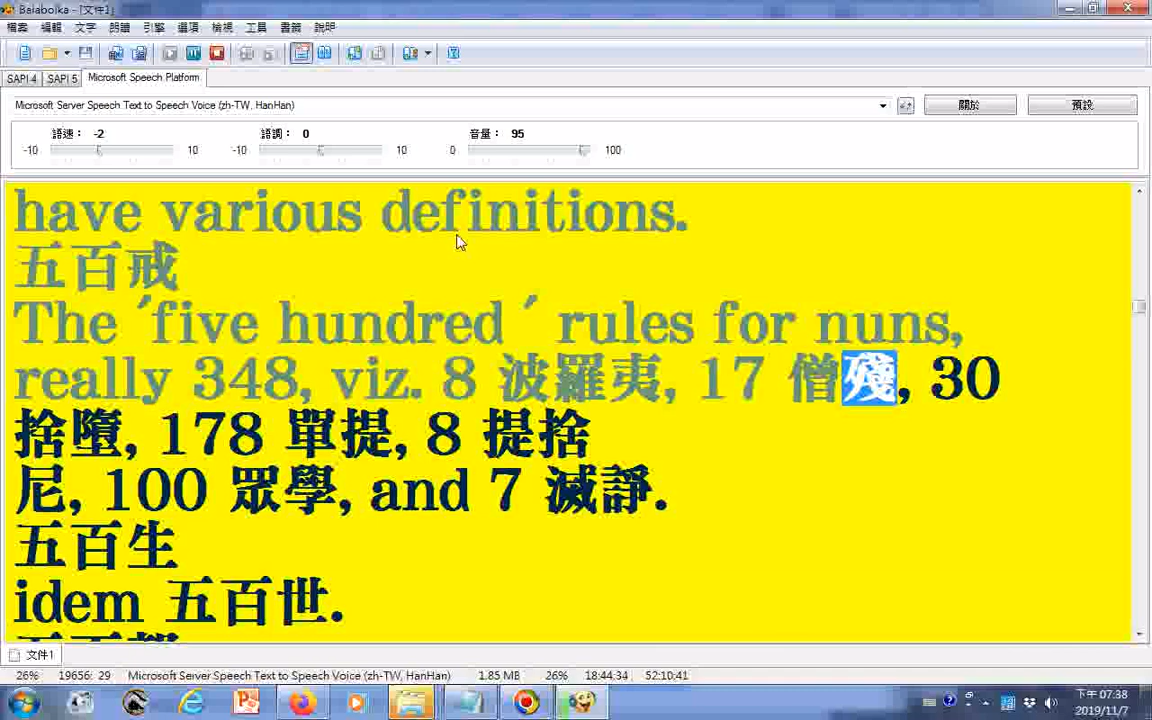 Balabolka - [文件1]
檔案 編輯 文字 朗讀 引擎 選項 檢視 工具 書籤 說明
SAPI 4 SAPI 5 Microsoft Speech Platform
Microsoft Server Speech Text to Speech Voice (zh-TW, HanHan) 關於 預設
語速： -2 語調： 0 音量： 95
-10 10 -10 10 0 100
have various definitions.
五百戒
The ′five hundred ′ rules for nuns,
really 348, viz. 8 波羅夷, 17 僧殘, 30
捨墮, 178 單提, 8 提捨
尼, 100 眾學, and 7 滅諍.
五百生
idem 五百世.
文件1
26% 19656: 29 Microsoft Server Speech Text to Speech Voice (zh-TW, HanHan) 1.85 MB 26% 18:44:34 52:10:41
下午 07:38
2019/11/7